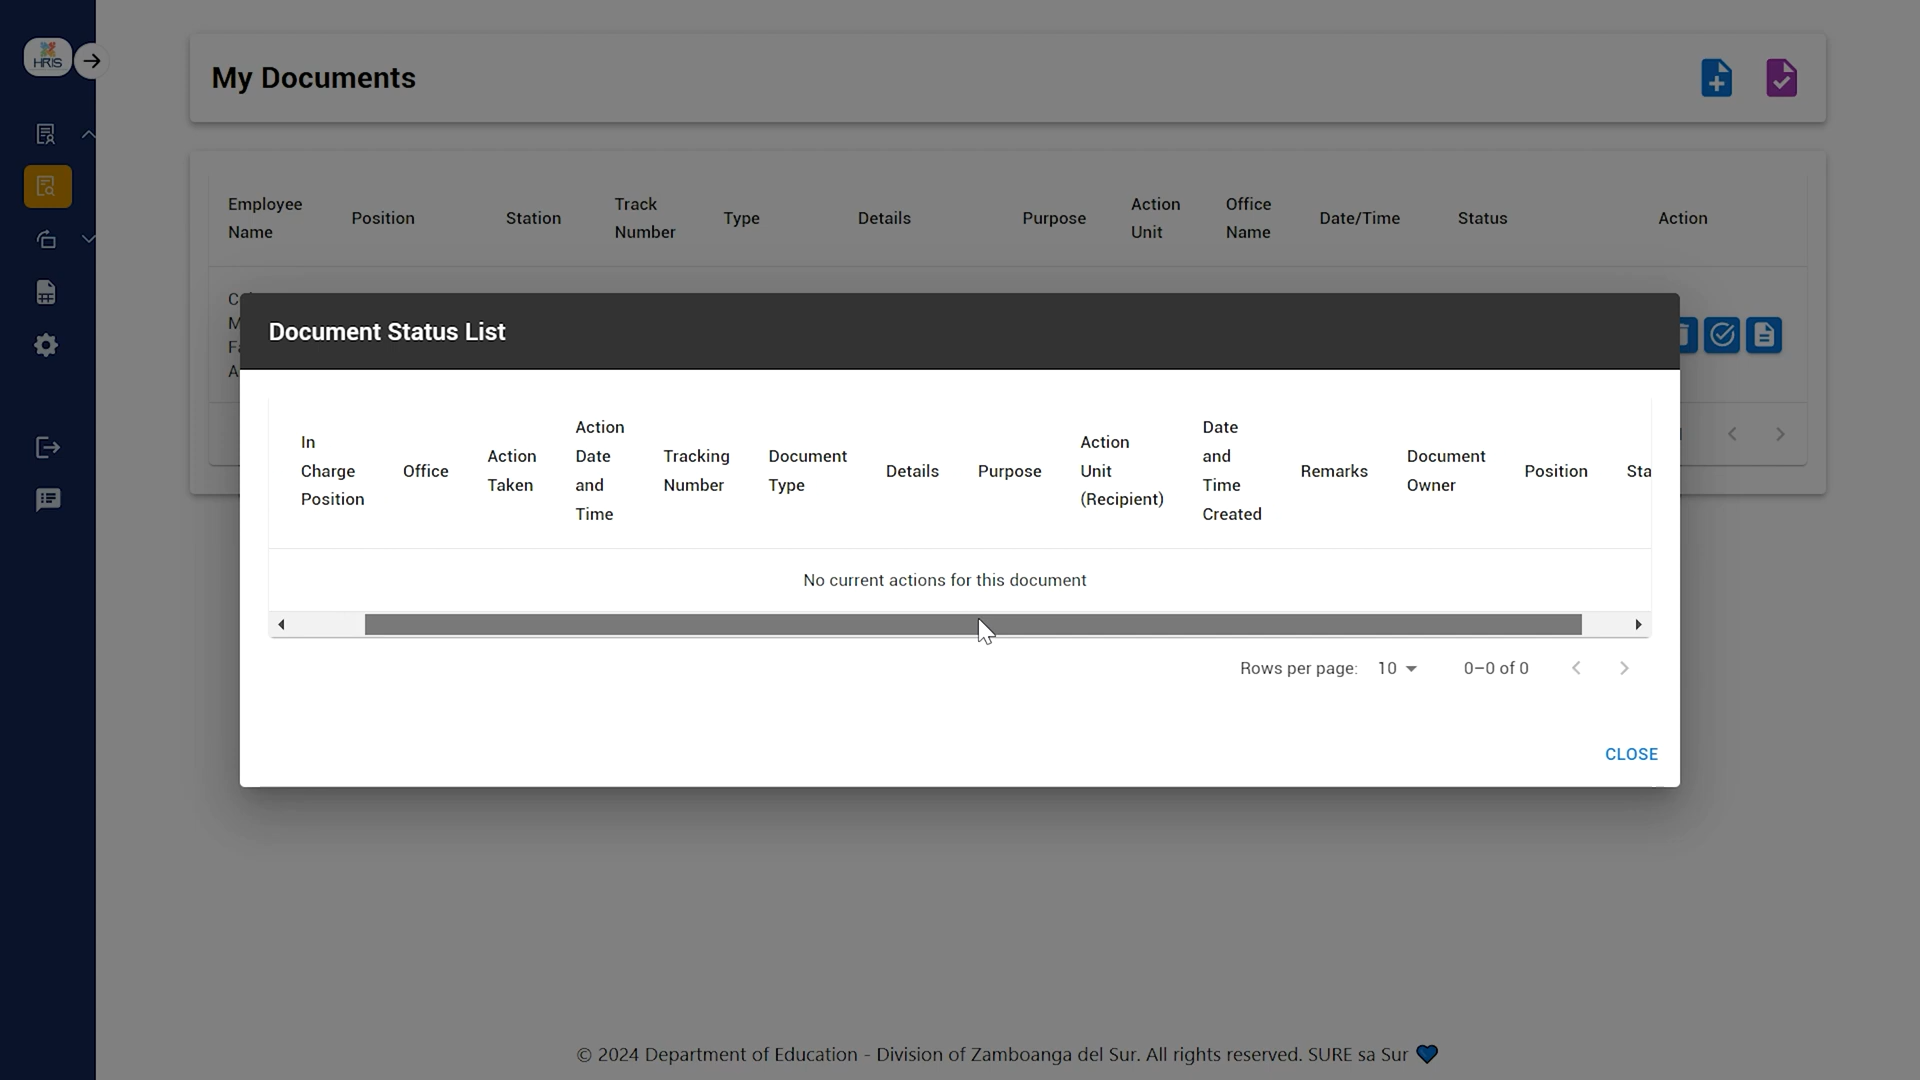 HRIS
My Documents
Employee Name
Position
Station
Track Number
Type
Details
Purpose
Action Unit
Office Name
Date/Time
Status
Action
Document Status List
In Charge Position
Office
Action Taken
Action Date and Time
Tracking Number
Document Type
Details
Purpose
Action Unit (Recipient)
Date and Time Created
Remarks
Document Owner
Position
Sta
No current actions for this document
Rows per page: 10 0–0 of 0
CLOSE
© 2024 Department of Education - Division of Zamboanga del Sur. All rights reserved. SURE sa Sur 💙